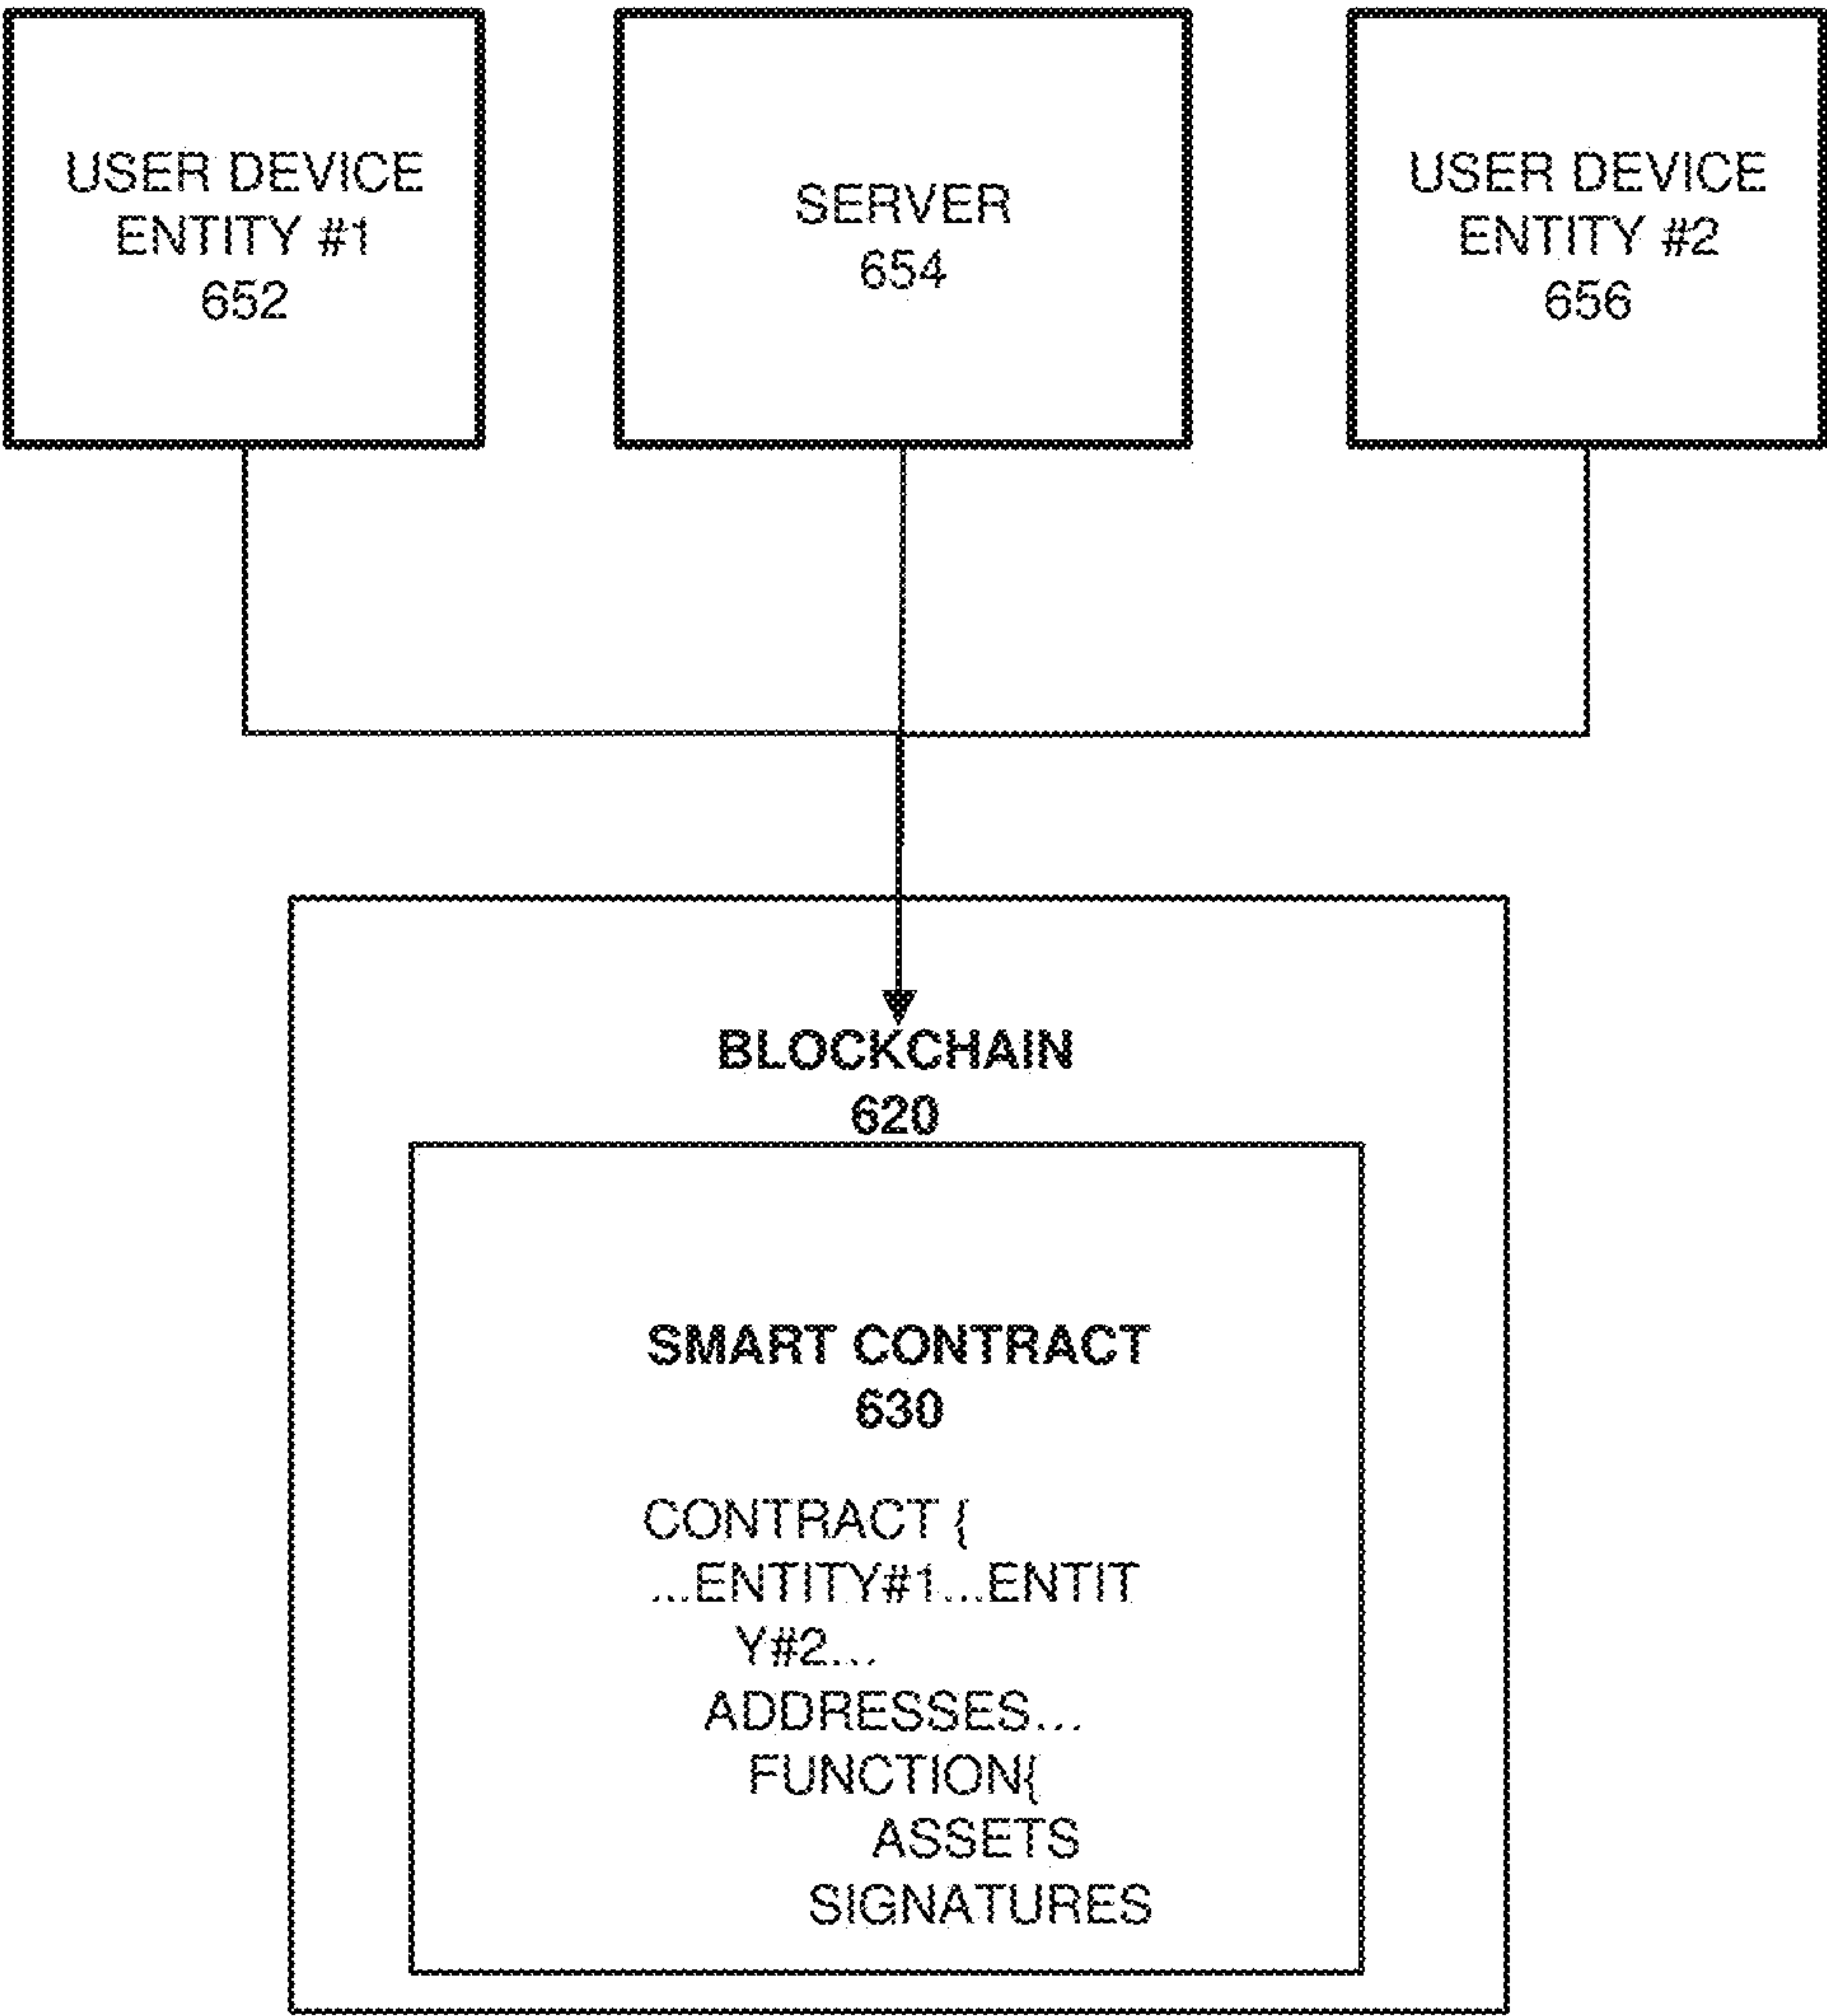 USER DEVICE
ENTITY #1
652
SERVER
654
USER DEVICE
ENTITY #2
656
BLOCKCHAIN
620
SMART CONTRACT
630
CONTRACT {
...ENTITY#1...ENTIT
Y#2...
ADDRESSES...
FUNCTION{
ASSETS
SIGNATURES